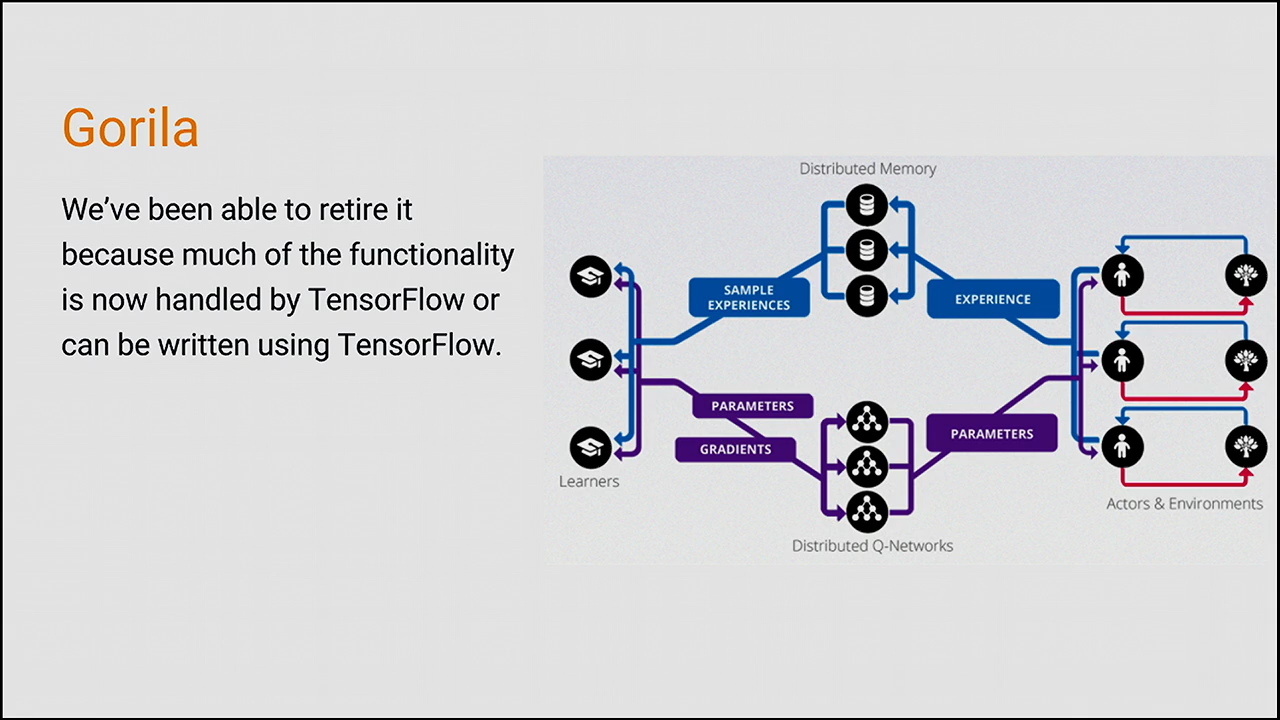 Gorila
We've been able to retire it
because much of the functionality
is now handled by TensorFlow or
can be written using TensorFlow.
Distributed Memory
SAMPLE
EXPERIENCES
EXPERIENCE
PARAMETERS
GRADIENTS
PARAMETERS
Learners
Actors & Environments
Distributed Q-Networks